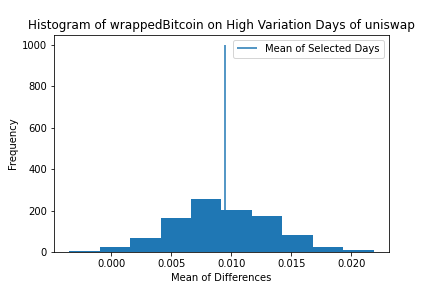 Histogram of wrappedBitcoin on High Variation Days of uniswap
Mean of Selected Days
1000
800
600
400
200
0
Frequency
0.000 0.005 0.010 0.015 0.020
Mean of Differences